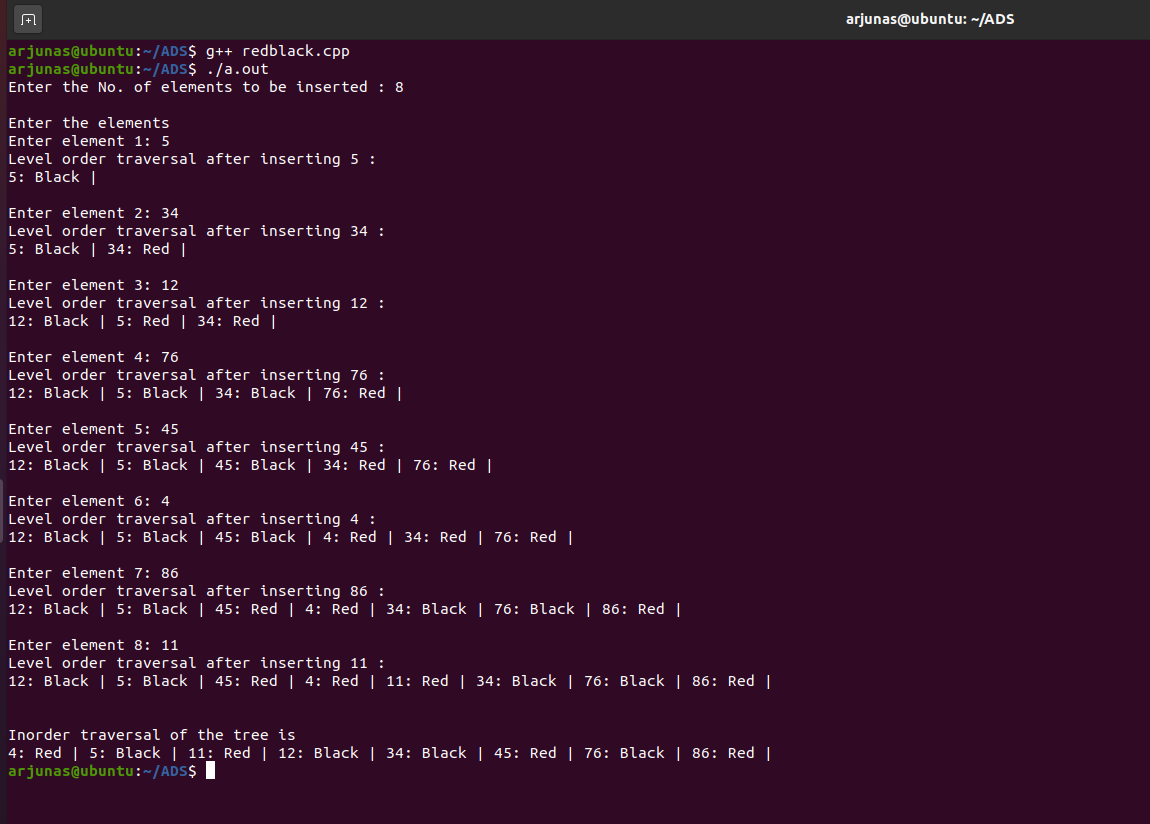 arjunas@ubuntu: ~/ADS
arjunas@ubuntu:~/ADS$ g++ redblack.cpp
arjunas@ubuntu:~/ADS$ ./a.out
Enter the No. of elements to be inserted : 8
Enter the elements
Enter element 1: 5
Level order traversal after inserting 5 :
5: Black |
Enter element 2: 34
Level order traversal after inserting 34 :
5: Black | 34: Red |
Enter element 3: 12
Level order traversal after inserting 12 :
12: Black | 5: Red | 34: Red |
Enter element 4: 76
Level order traversal after inserting 76 :
12: Black | 5: Black | 34: Black | 76: Red |
Enter element 5: 45
Level order traversal after inserting 45 :
12: Black | 5: Black | 45: Black | 34: Red | 76: Red |
Enter element 6: 4
Level order traversal after inserting 4 :
12: Black | 5: Black | 45: Black | 4: Red | 34: Red | 76: Red |
Enter element 7: 86
Level order traversal after inserting 86 :
12: Black | 5: Black | 45: Red | 4: Red | 34: Black | 76: Black | 86: Red |
Enter element 8: 11
Level order traversal after inserting 11 :
12: Black | 5: Black | 45: Red | 4: Red | 11: Red | 34: Black | 76: Black | 86: Red |
Inorder traversal of the tree is
4: Red | 5: Black | 11: Red | 12: Black | 34: Black | 45: Red | 76: Black | 86: Red |
arjunas@ubuntu:~/ADS$